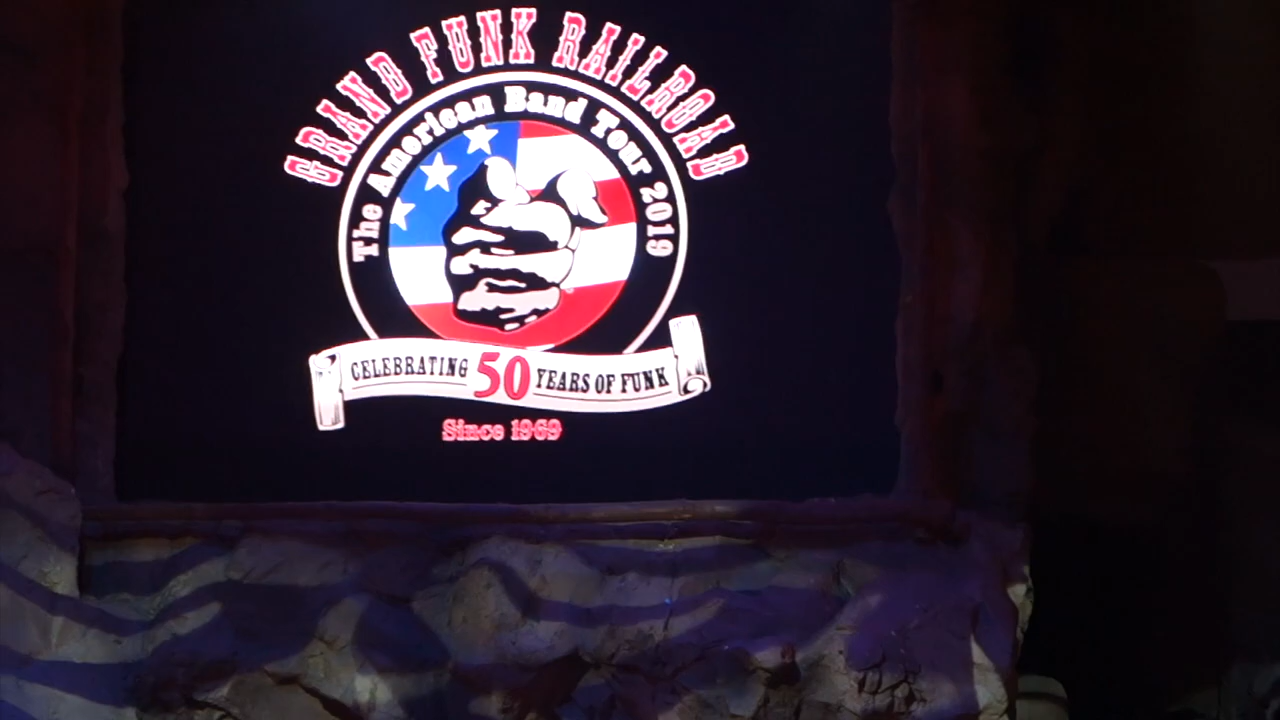 GRAND FUNK RAILROAD
The American Band Tour 2019
CELEBRATING 50 YEARS OF FUNK
Since 1969